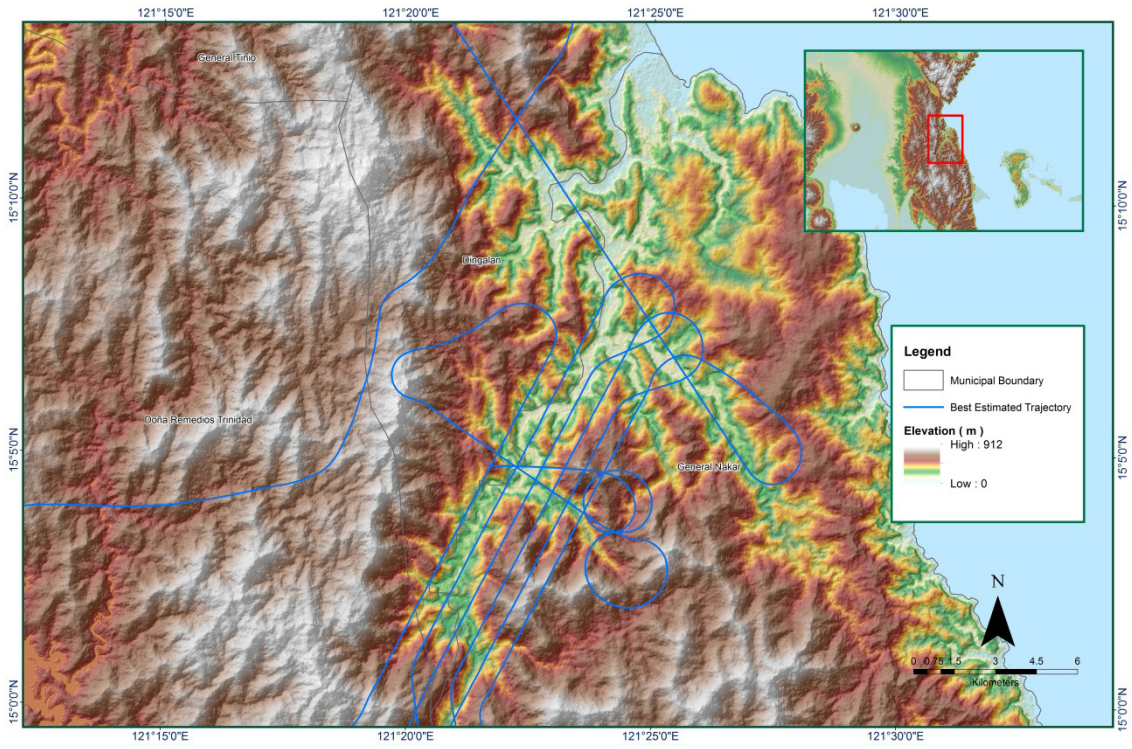 121°15'0"E 121°20'0"E 121°25'0"E 121°30'0"E
General Tinio
15°10'0"N 15°10'0"N
Dingalan
Legend
Municipal Boundary
Best Estimated Trajectory
Elevation ( m )
High : 912
Low : 0
Doña Remedios Trinidad
15°5'0"N 15°5'0"N
General Nakar
N
0 0.75 1.5 3 4.5 6
Kilometers
15°0'0"N 15°0'0"N
121°15'0"E 121°20'0"E 121°25'0"E 121°30'0"E